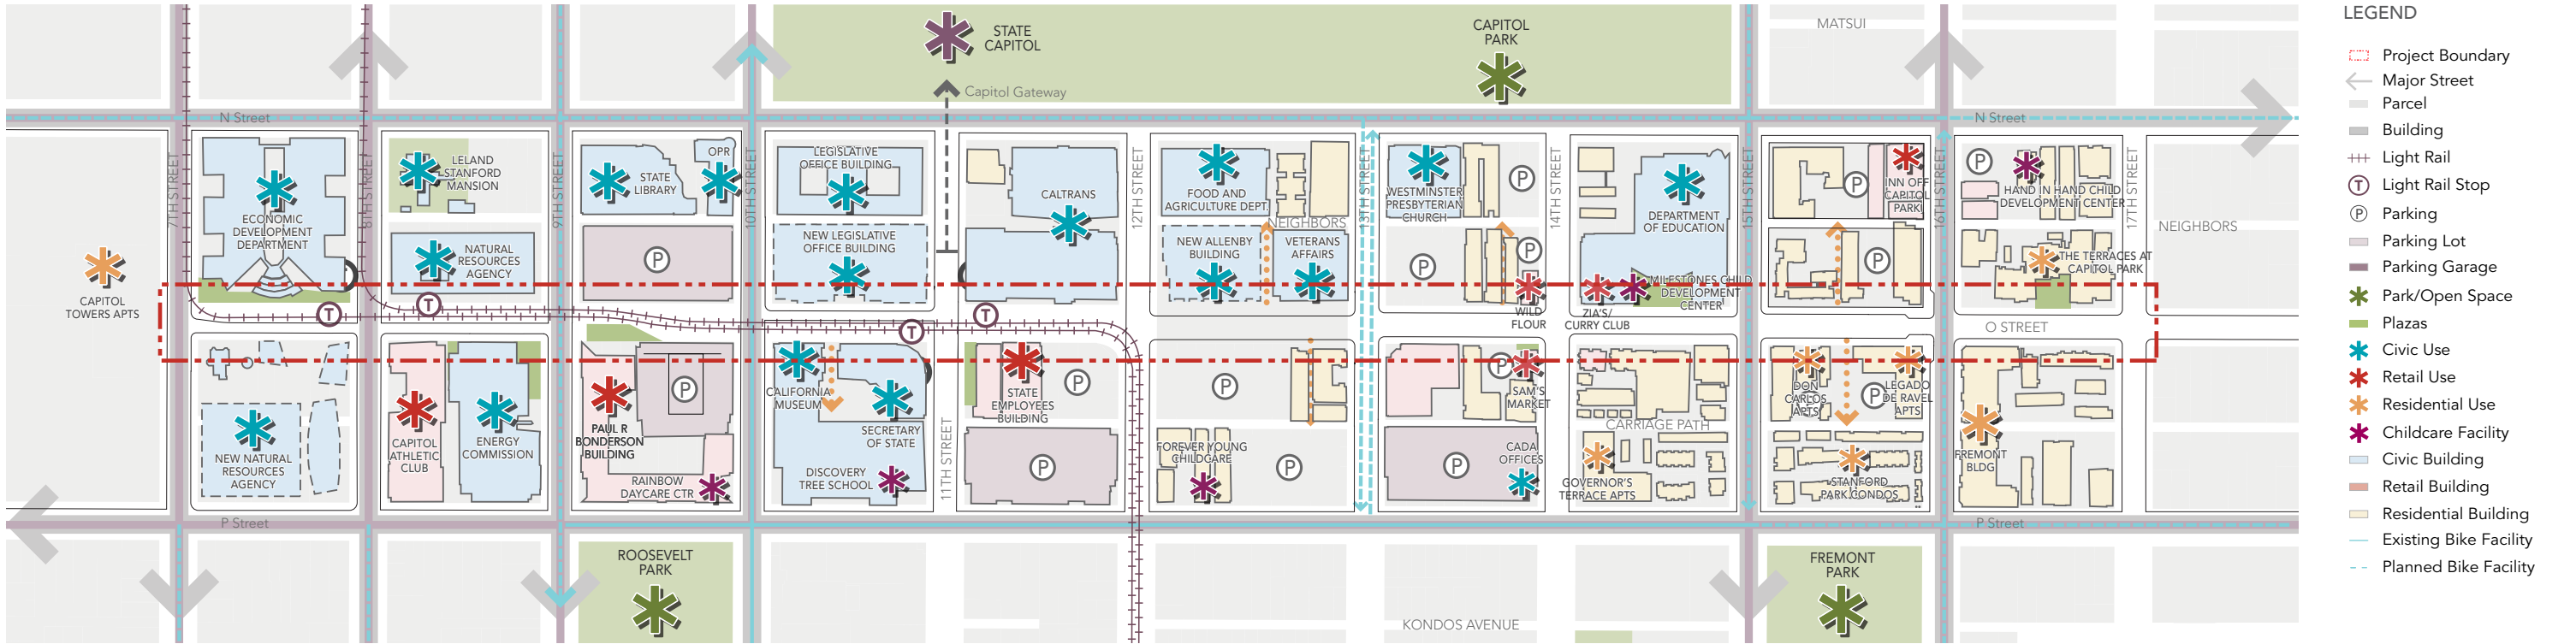 STATE
CAPITOL
CAPITOL
PARK
MATSUI
Capitol Gateway
N Street
N Street
7TH STREET
8TH STREET
9TH STREET
10TH STREET
12TH STREET
13TH STREET
14TH STREET
15TH STREET
16TH STREET
17TH STREET
ECONOMIC
DEVELOPMENT
DEPARTMENT
LELAND
STANFORD
MANSION
NATURAL
RESOURCES
AGENCY
STATE
LIBRARY
OPR
P
LEGISLATIVE
OFFICE BUILDING
NEW LEGISLATIVE
OFFICE BUILDING
CALTRANS
FOOD AND
AGRICULTURE DEPT.
NEIGHBORS
NEW ALLENBY
BUILDING
VETERANS
AFFAIRS
WESTMINSTER
PRESBYTERIAN
CHURCH
P
P
P
WILD
FLOUR
DEPARTMENT
OF EDUCATION
ZIA'S/
CURRY CLUB
MILESTONES CHILD
DEVELOPMENT
CENTER
P
INN OFF
CAPITOL
PARK
P
P
HAND IN HAND CHILD
DEVELOPMENT CENTER
THE TERRACES AT
CAPITOL PARK
NEIGHBORS
CAPITOL
TOWERS APTS
T
T
T
T
O STREET
NEW NATURAL
RESOURCES
AGENCY
CAPITOL
ATHLETIC
CLUB
ENERGY
COMMISSION
P
PAUL R
BONDERSON
BUILDING
RAINBOW
DAYCARE CTR
CALIFORNIA
MUSEUM
SECRETARY
OF STATE
DISCOVERY
TREE SCHOOL
11TH STREET
STATE
EMPLOYEES
BUILDING
P
P
P
FOREVER YOUNG
CHILDCARE
P
P
SAM'S
MARKET
P
CADA
OFFICES
CARRIAGE PATH
GOVERNOR'S
TERRACE APTS
DON
CARLOS
APTS
P
LEGADO
DE RAVEL
APTS
STANFORD
PARK CONDOS
FREMONT
BLDG
P Street
P Street
ROOSEVELT
PARK
KONDOS AVENUE
FREMONT
PARK
LEGEND
Project Boundary
Major Street
Parcel
Building
Light Rail
T Light Rail Stop
P Parking
Parking Lot
Parking Garage
Park/Open Space
Plazas
Civic Use
Retail Use
Residential Use
Childcare Facility
Civic Building
Retail Building
Residential Building
Existing Bike Facility
Planned Bike Facility